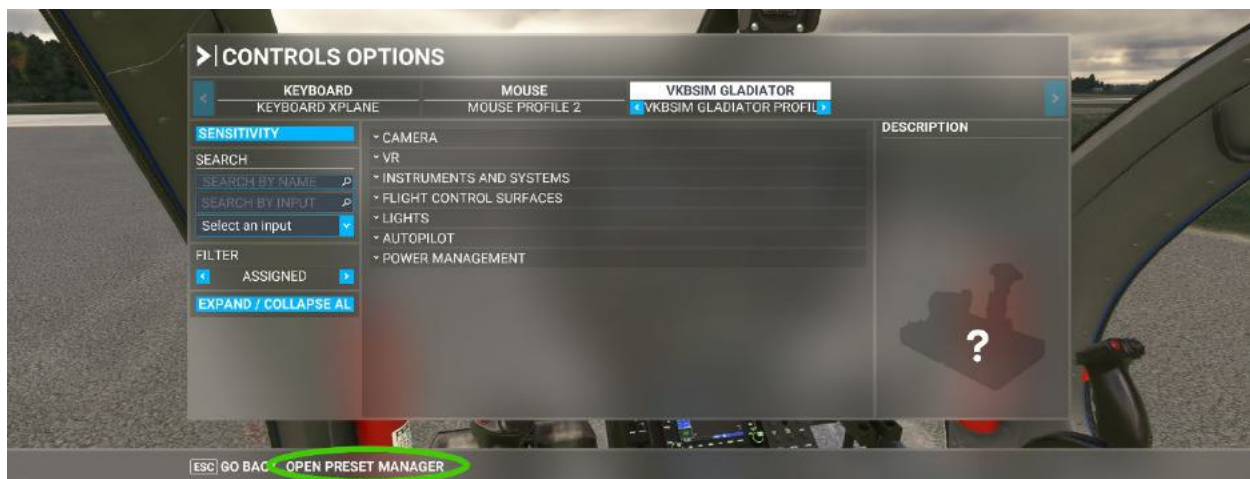 CONTROLS OPTIONS
KEYBOARD
KEYBOARD XPLANE
MOUSE
MOUSE PROFILE 2
VKBSIM GLADIATOR
VKBSIM GLADIATOR PROFIL
SENSITIVITY
SEARCH
SEARCH BY NAME
SEARCH BY INPUT
Select an input
FILTER
ASSIGNED
EXPAND / COLLAPSE AL
CAMERA
VR
INSTRUMENTS AND SYSTEMS
FLIGHT CONTROL SURFACES
LIGHTS
AUTOPILOT
POWER MANAGEMENT
DESCRIPTION
?
ESC GO BAC OPEN PRESET MANAGER